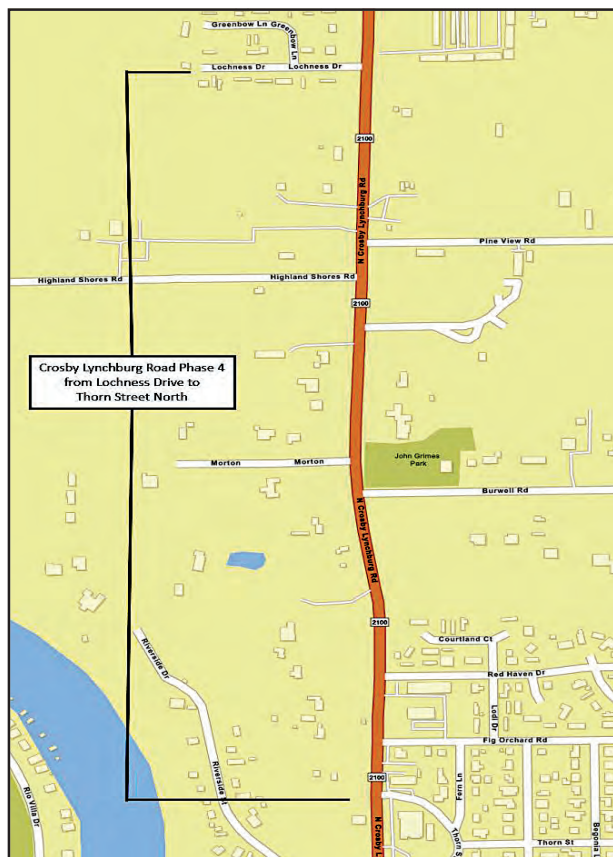 Greenbow Ln Greenbow Ln
Lochness Dr Lochness Dr
2100
N Crosby Lynchburg Rd
Pine View Rd
Highland Shores Rd Highland Shores Rd
2100
Crosby Lynchburg Road Phase 4
from Lochness Drive to
Thorn Street North
John Grimes
Park
Morton Morton
Burwell Rd
N Crosby Lynchburg Rd
2100
Courtland Ct
Riverside Dr
Red Haven Dr
Lodi Dr
Fig Orchard Rd
2100
Fern Ln
Rio Villa Dr
N Crosby L
Thorn S
Thorn St
Begonia